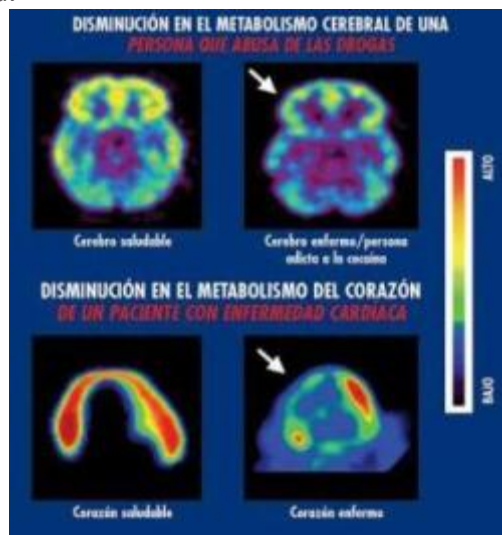 DISMINUCIÓN EN EL METABOLISMO CEREBRAL DE UNA
PERSONA QUE ABUSA DE LAS DROGAS
Cerebro saludable
Cerebro enfermo/persona
adicta a la cocaína
ALTO
BAJO
DISMINUCIÓN EN EL METABOLISMO DEL CORAZÓN
DE UN PACIENTE CON ENFERMEDAD CARDÍACA
Corazón saludable
Corazón enfermo